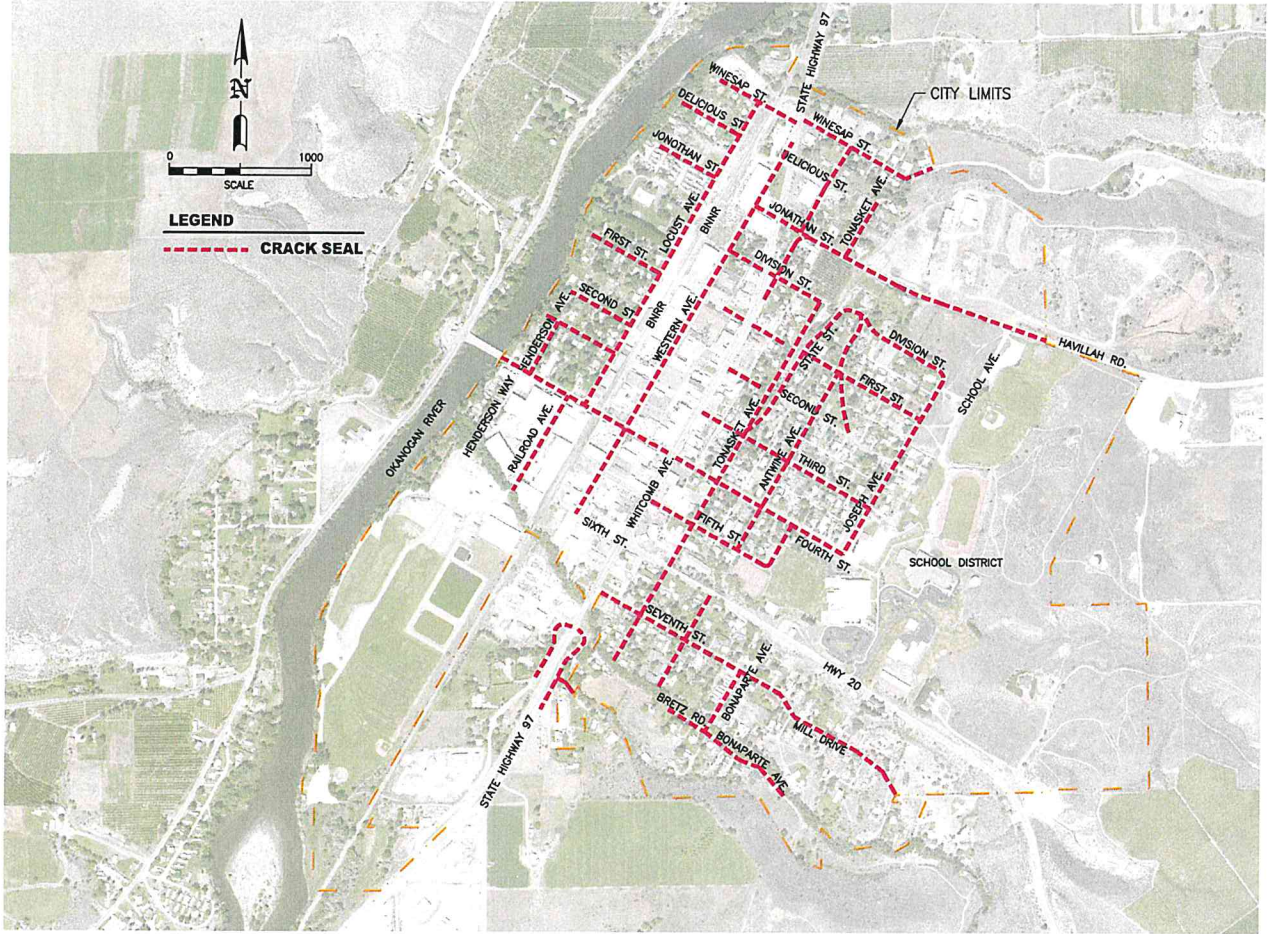 N
0
1000
SCALE
LEGEND
CRACK SEAL
STATE HIGHWAY 97
CITY LIMITS
WINESAP ST.
WINESAP ST.
DELICIOUS ST.
DELICIOUS ST.
JONOTHAN ST.
JONATHAN ST.
TONASKET AVE.
TONASKET AVE.
LOCUST AVE.
BNNR
FIRST ST.
DIVISION ST.
SECOND ST.
HENDERSON AVE.
BNRR
WESTERN AVE.
STATE ST.
DIVISION ST.
HAVILLAH RD.
SCHOOL AVE.
FIRST ST.
SECOND ST.
OKANOGAN RIVER
HENDERSON WAY
RAILROAD AVE.
ANTWINE AVE.
THIRD ST.
JOSEPH AVE.
WHITCOMB AVE.
SIXTH ST.
FIFTH ST.
FOURTH ST.
SCHOOL DISTRICT
SEVENTH ST.
BONAPARTE AVE.
HWY 20
BRETZ RD.
BONAPARTE AVE.
MILL DRIVE
STATE HIGHWAY 97